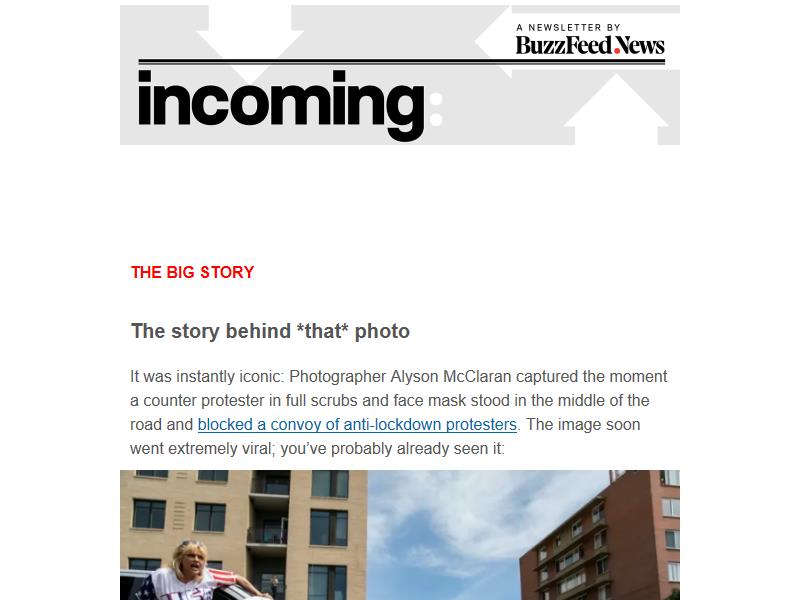 A NEWSLETTER BY
BuzzFeed News
incoming:
THE BIG STORY
The story behind *that* photo
It was instantly iconic: Photographer Alyson McClaran captured the moment
a counter protester in full scrubs and face mask stood in the middle of the
road and blocked a convoy of anti-lockdown protesters. The image soon
went extremely viral; you’ve probably already seen it: